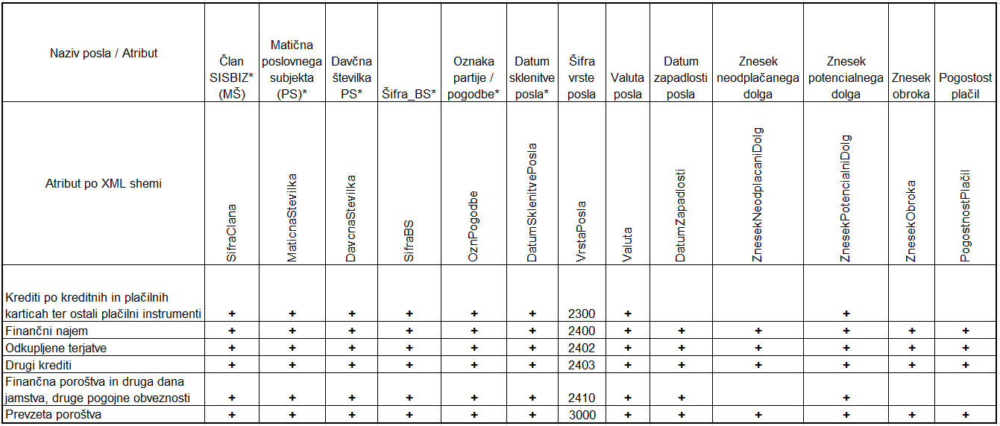 Naziv posla / Atribut
Član
SISBIZ*
(MŠ)
Matična
poslovnega
subjekta
(PS)*
Davčna
številka
PS*
Šifra_BS*
Oznaka
partije /
pogodbe*
Datum
sklenitve
posla*
Šifra
vrste
posla
Valuta
posla
Datum
zapadlosti
posla
Znesek
neodplačanega
dolga
Znesek
potencialnega
dolga
Znesek
obroka
Pogostost
plačil
Atribut po XML shemi
SifraClana
MaticnaStevilka
DavcnaStevilka
SifraBS
OznPogodbe
DatumSklenitvePosla
VrstaPosla
Valuta
DatumZapadlosti
ZnesekNeodplacaniDolg
ZnesekPotencialniDolg
ZnesekObroka
PogostnostPlačil
Krediti po kreditnih in plačilnih
karticah ter ostali plačilni instrumenti + + + + + + 2300 + +
Finančni najem + + + + + + 2400 + + + + + +
Odkupljene terjatve + + + + + + 2402 + + + + + +
Drugi krediti + + + + + + 2403 + + + + + +
Finančna poroštva in druga dana
jamstva, druge pogojne obveznosti + + + + + + 2410 + + +
Prevzeta poroštva + + + + + + 3000 + + + + + +